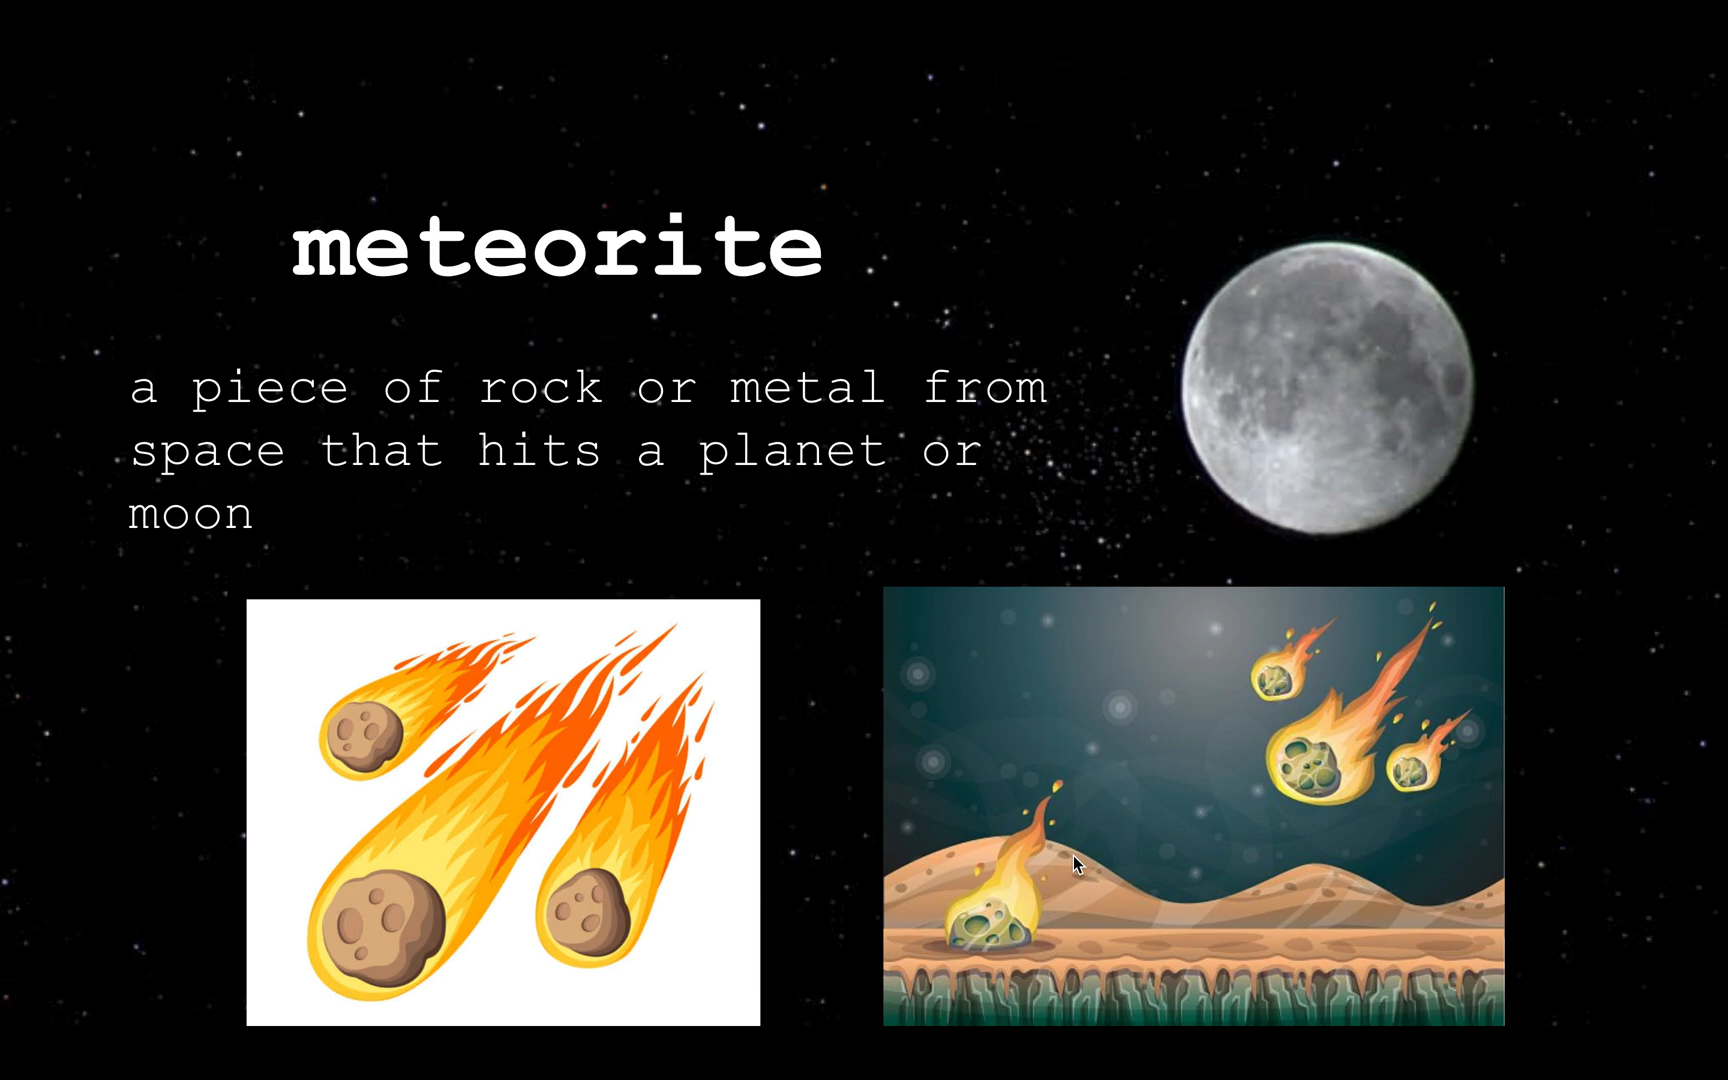 meteorite
a piece of rock or metal from
space that hits a planet or
moon